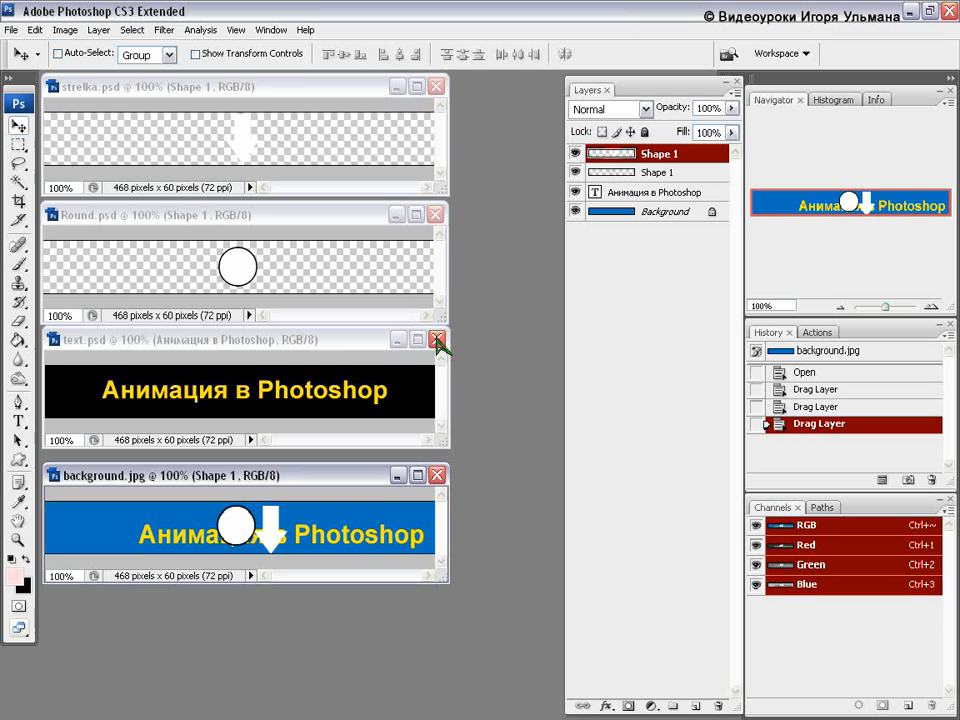 Adobe Photoshop CS3 Extended
© Видеоуроки Игоря Ульмана
File Edit Image Layer Select Filter Analysis View Window Help
Auto-Select: Group Show Transform Controls Workspace
strelka.psd @ 100% (Shape 1, RGB/8)
100% 468 pixels x 60 pixels (72 ppi)
Round.psd @ 100% (Shape 1, RGB/8)
100% 468 pixels x 60 pixels (72 ppi)
text.psd @ 100% (Анимация в Photoshop, RGB/8)
Анимация в Photoshop
100% 468 pixels x 60 pixels (72 ppi)
background.jpg @ 100% (Shape 1, RGB/8)
100% 468 pixels x 60 pixels (72 ppi)
Ps
T
Layers x
Normal Opacity: 100%
Lock: Fill: 100%
Shape 1
Shape 1
T Анимация в Photoshop
Background
fx
Navigator x Histogram Info
100%
History x Actions
background.jpg
Open
Drag Layer
Drag Layer
Drag Layer
Channels x Paths
RGB Ctrl+~
Red Ctrl+1
Green Ctrl+2
Blue Ctrl+3